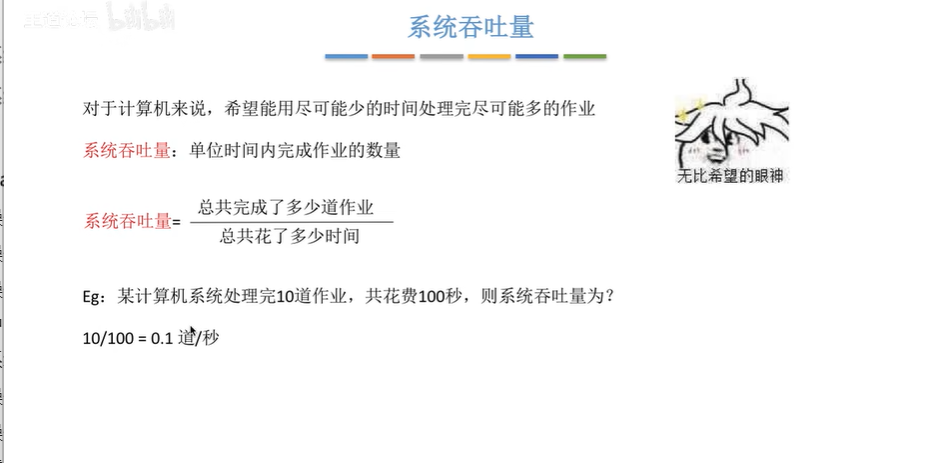 系统吞吐量
对于计算机来说，希望能用尽可能少的时间处理完尽可能多的作业
系统吞吐量：单位时间内完成作业的数量
无比希望的眼神
系统吞吐量=
总共完成了多少道作业
总共花了多少时间
Eg：某计算机系统处理完10道作业，共花费100秒，则系统吞吐量为？
10/100 = 0.1 道/秒